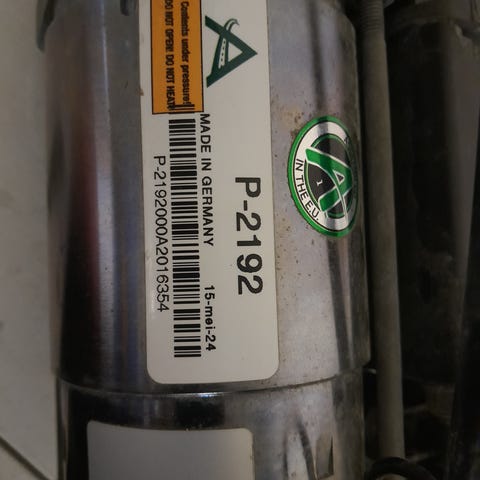 Contents under pressure!
DO NOT OPEN! DO NOT HEAT!
A
MADE IN GERMANY
P-2192
15-mei-24
P-2192000A2016354
A
IN THE E.U.